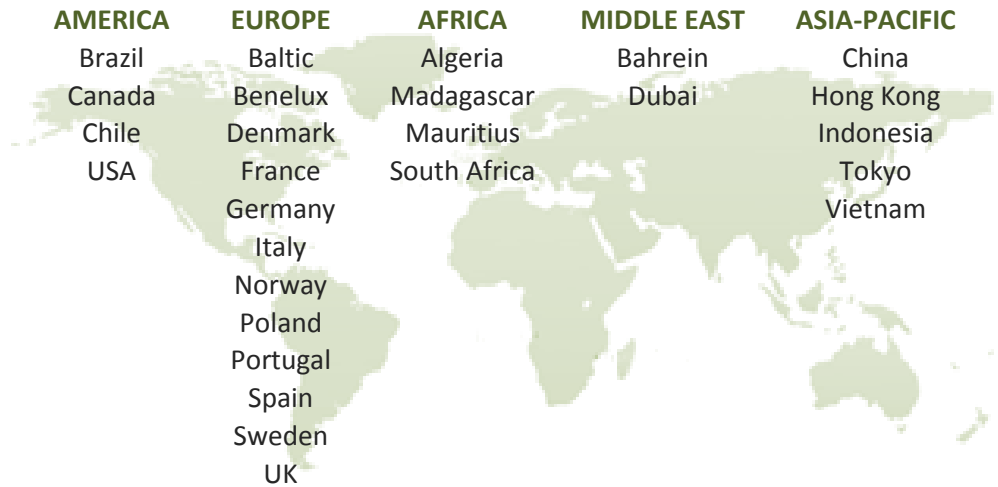 AMERICA EUROPE AFRICA MIDDLE EAST ASIA-PACIFIC
Brazil Baltic Algeria Bahrein China
Canada Benelux Madagascar Dubai Hong Kong
Chile Denmark Mauritius Indonesia
USA France South Africa Tokyo
Germany Vietnam
Italy
Norway
Poland
Portugal
Spain
Sweden
UK